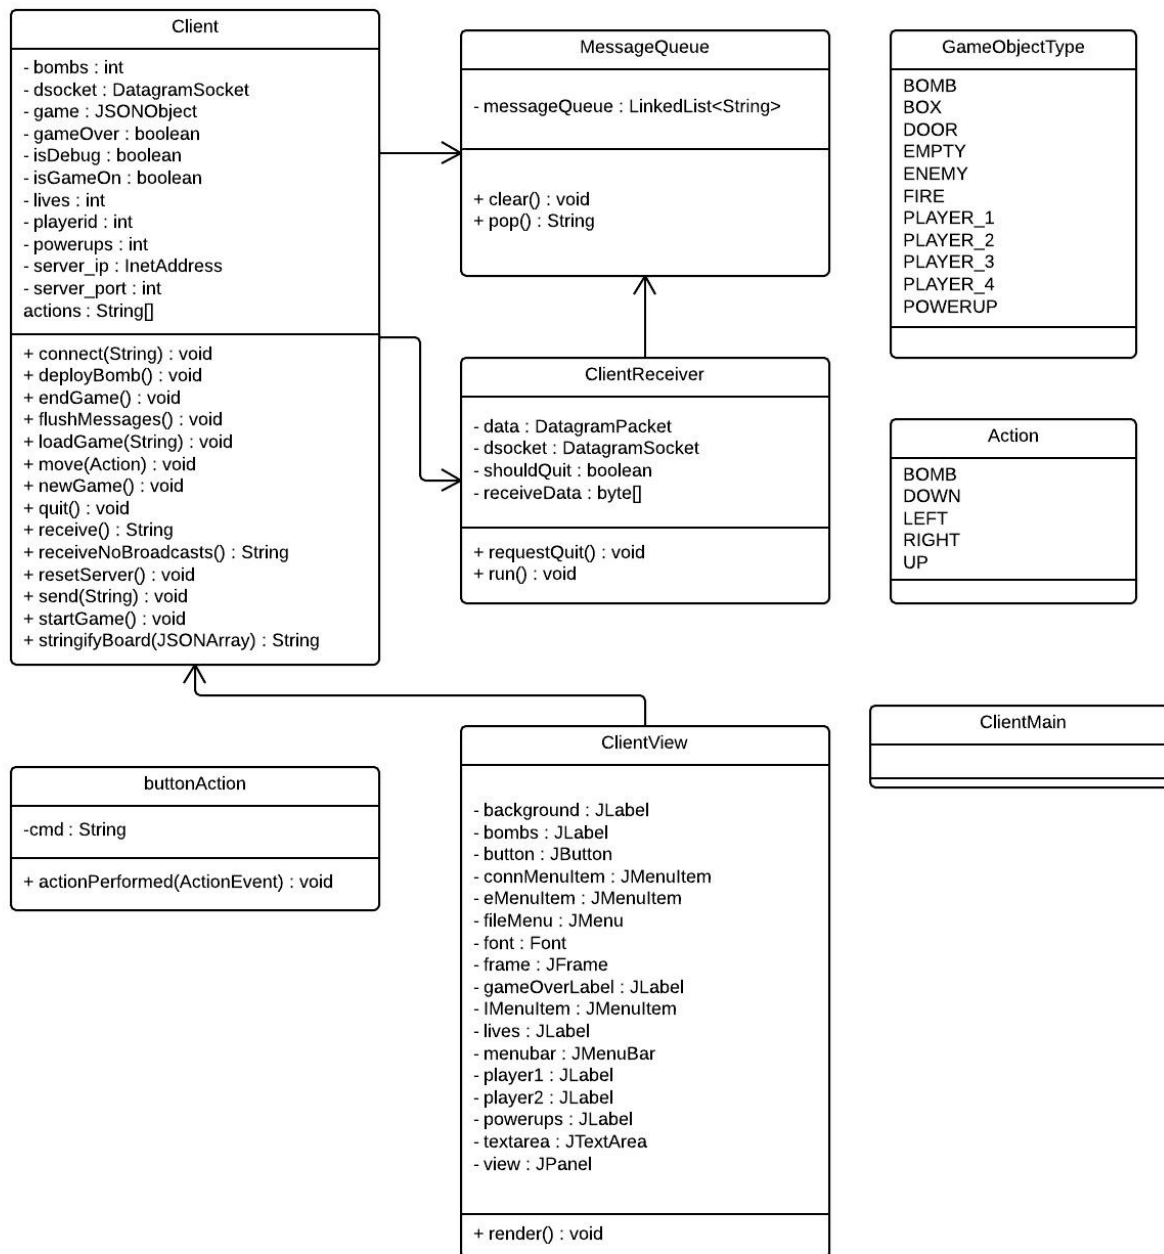 Client
- bombs : int
- dsocket : DatagramSocket
- game : JSONObject
- gameOver : boolean
- isDebug : boolean
- isGameOn : boolean
- lives : int
- playerid : int
- powerups : int
- server_ip : InetAddress
- server_port : int
actions : String[]
+ connect(String) : void
+ deployBomb() : void
+ endGame() : void
+ flushMessages() : void
+ loadGame(String) : void
+ move(Action) : void
+ newGame() : void
+ quit() : void
+ receive() : String
+ receiveNoBroadcasts() : String
+ resetServer() : void
+ send(String) : void
+ startGame() : void
+ stringifyBoard(JSONArray) : String
MessageQueue
- messageQueue : LinkedList<String>
+ clear() : void
+ pop() : String
GameObjectType
BOMB
BOX
DOOR
EMPTY
ENEMY
FIRE
PLAYER_1
PLAYER_2
PLAYER_3
PLAYER_4
POWERUP
ClientReceiver
- data : DatagramPacket
- dsocket : DatagramSocket
- shouldQuit : boolean
- receiveData : byte[]
+ requestQuit() : void
+ run() : void
Action
BOMB
DOWN
LEFT
RIGHT
UP
buttonAction
-cmd : String
+ actionPerformed(ActionEvent) : void
ClientView
- background : JLabel
- bombs : JLabel
- button : JButton
- connMenuItem : JMenuItem
- eMenuItem : JMenuItem
- fileMenu : JMenu
- font : Font
- frame : JFrame
- gameOverLabel : JLabel
- lMenuItem : JMenuItem
- lives : JLabel
- menubar : JMenuBar
- player1 : JLabel
- player2 : JLabel
- powerups : JLabel
- textarea : JTextArea
- view : JPanel
+ render() : void
ClientMain